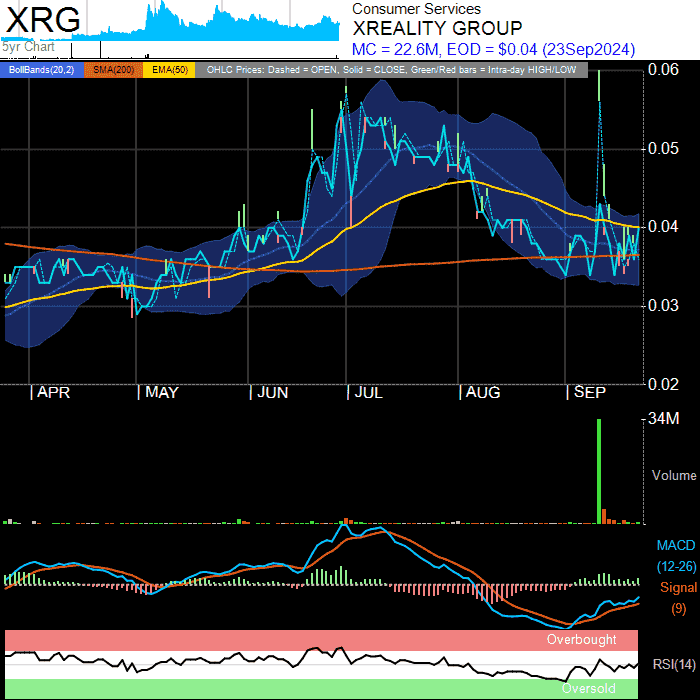 XRG
5yr Chart
Consumer Services
XREALITY GROUP
MC = 22.6M, EOD = $0.04 (23Sep2024)
BollBands(20,2) SMA(200) EMA(50) OHLC Prices: Dashed = OPEN, Solid = CLOSE, Green/Red bars = Intra-day HIGH/LOW
0.06
0.05
0.04
0.03
0.02
APR MAY JUN JUL AUG SEP
34M
Volume
MACD
(12-26)
Signal
(9)
Overbought
RSI(14)
Oversold